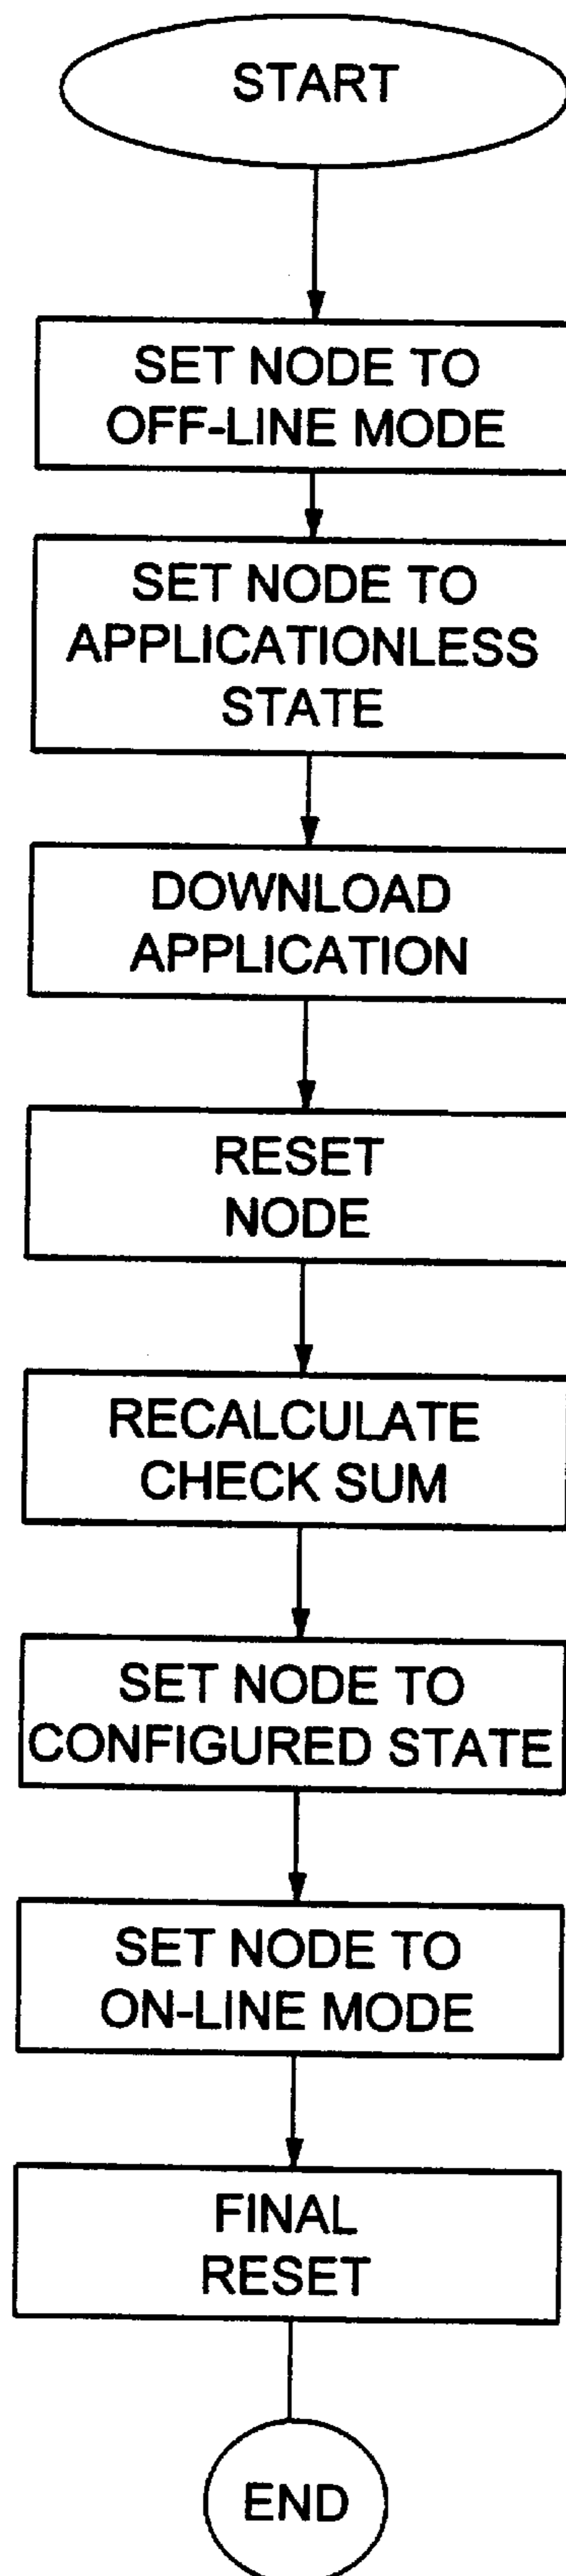 START
SET NODE TO
OFF-LINE MODE
SET NODE TO
APPLICATIONLESS
STATE
DOWNLOAD
APPLICATION
RESET
NODE
RECALCULATE
CHECK SUM
SET NODE TO
CONFIGURED STATE
SET NODE TO
ON-LINE MODE
FINAL
RESET
END